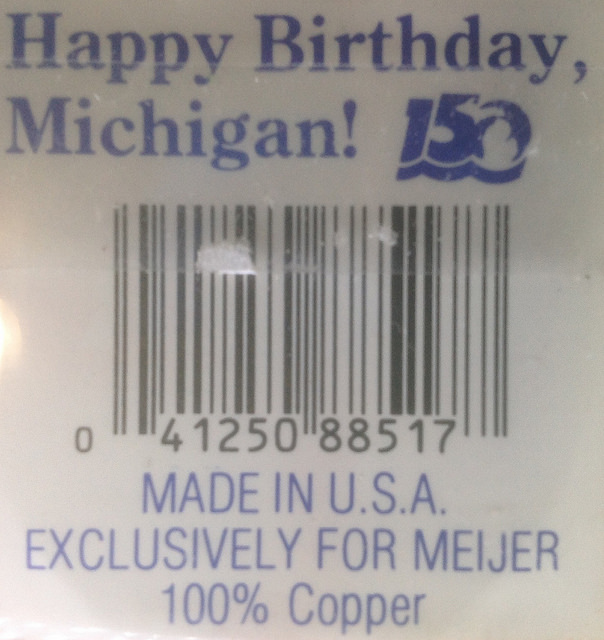 Happy Birthday,
Michigan! 150
0 41250 88517
MADE IN U.S.A.
EXCLUSIVELY FOR MEIJER
100% Copper